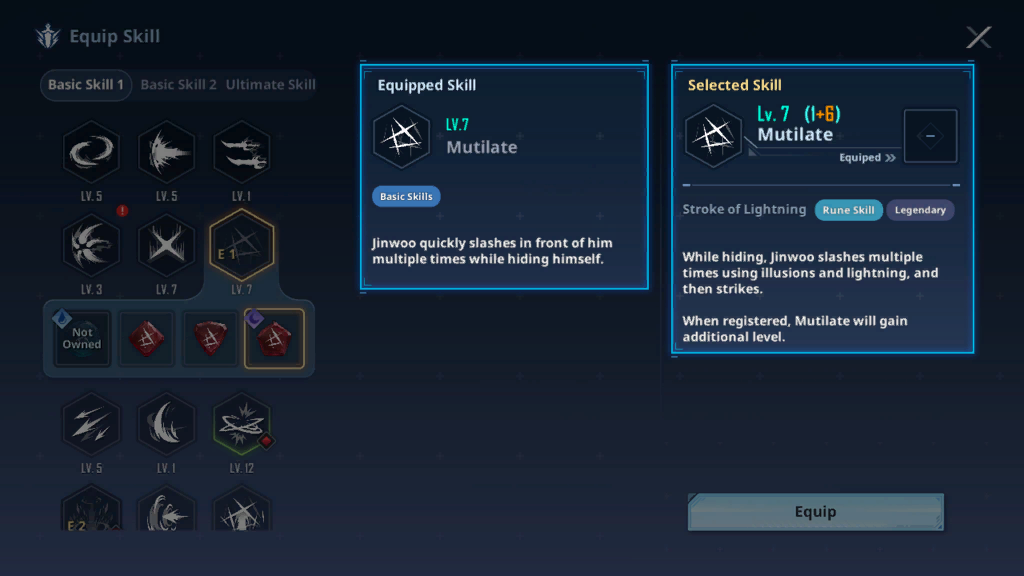 Equip Skill
Basic Skill 1
Basic Skill 2
Ultimate Skill
LV.5
LV.5
LV.1
LV.3
LV.7
E 1
LV.7
Not
Owned
LV.5
LV.1
LV.12
E 2
Equipped Skill
LV.7
Mutilate
Basic Skills
Jinwoo quickly slashes in front of him
multiple times while hiding himself.
Selected Skill
Lv. 7 (1+6)
Mutilate
Equiped
Stroke of Lightning
Rune Skill
Legendary
While hiding, Jinwoo slashes multiple
times using illusions and lightning, and
then strikes.
When registered, Mutilate will gain
additional level.
Equip